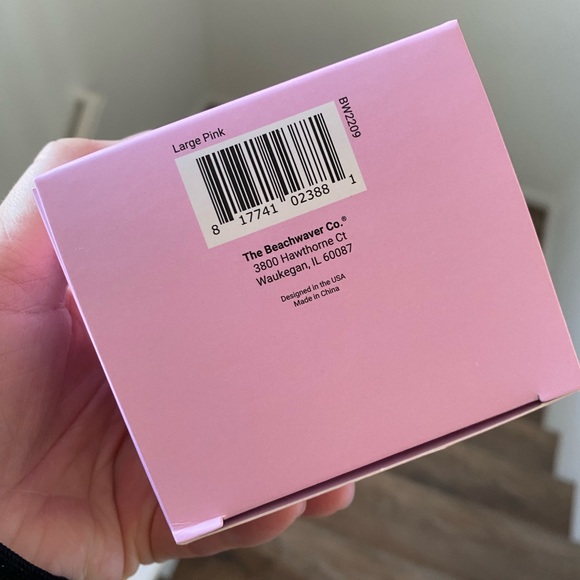 Large Pink
BW2209
8 17741 02388 1
The Beachwaver Co.®
3800 Hawthorne Ct
Waukegan, IL 60087
Designed in the USA
Made in China